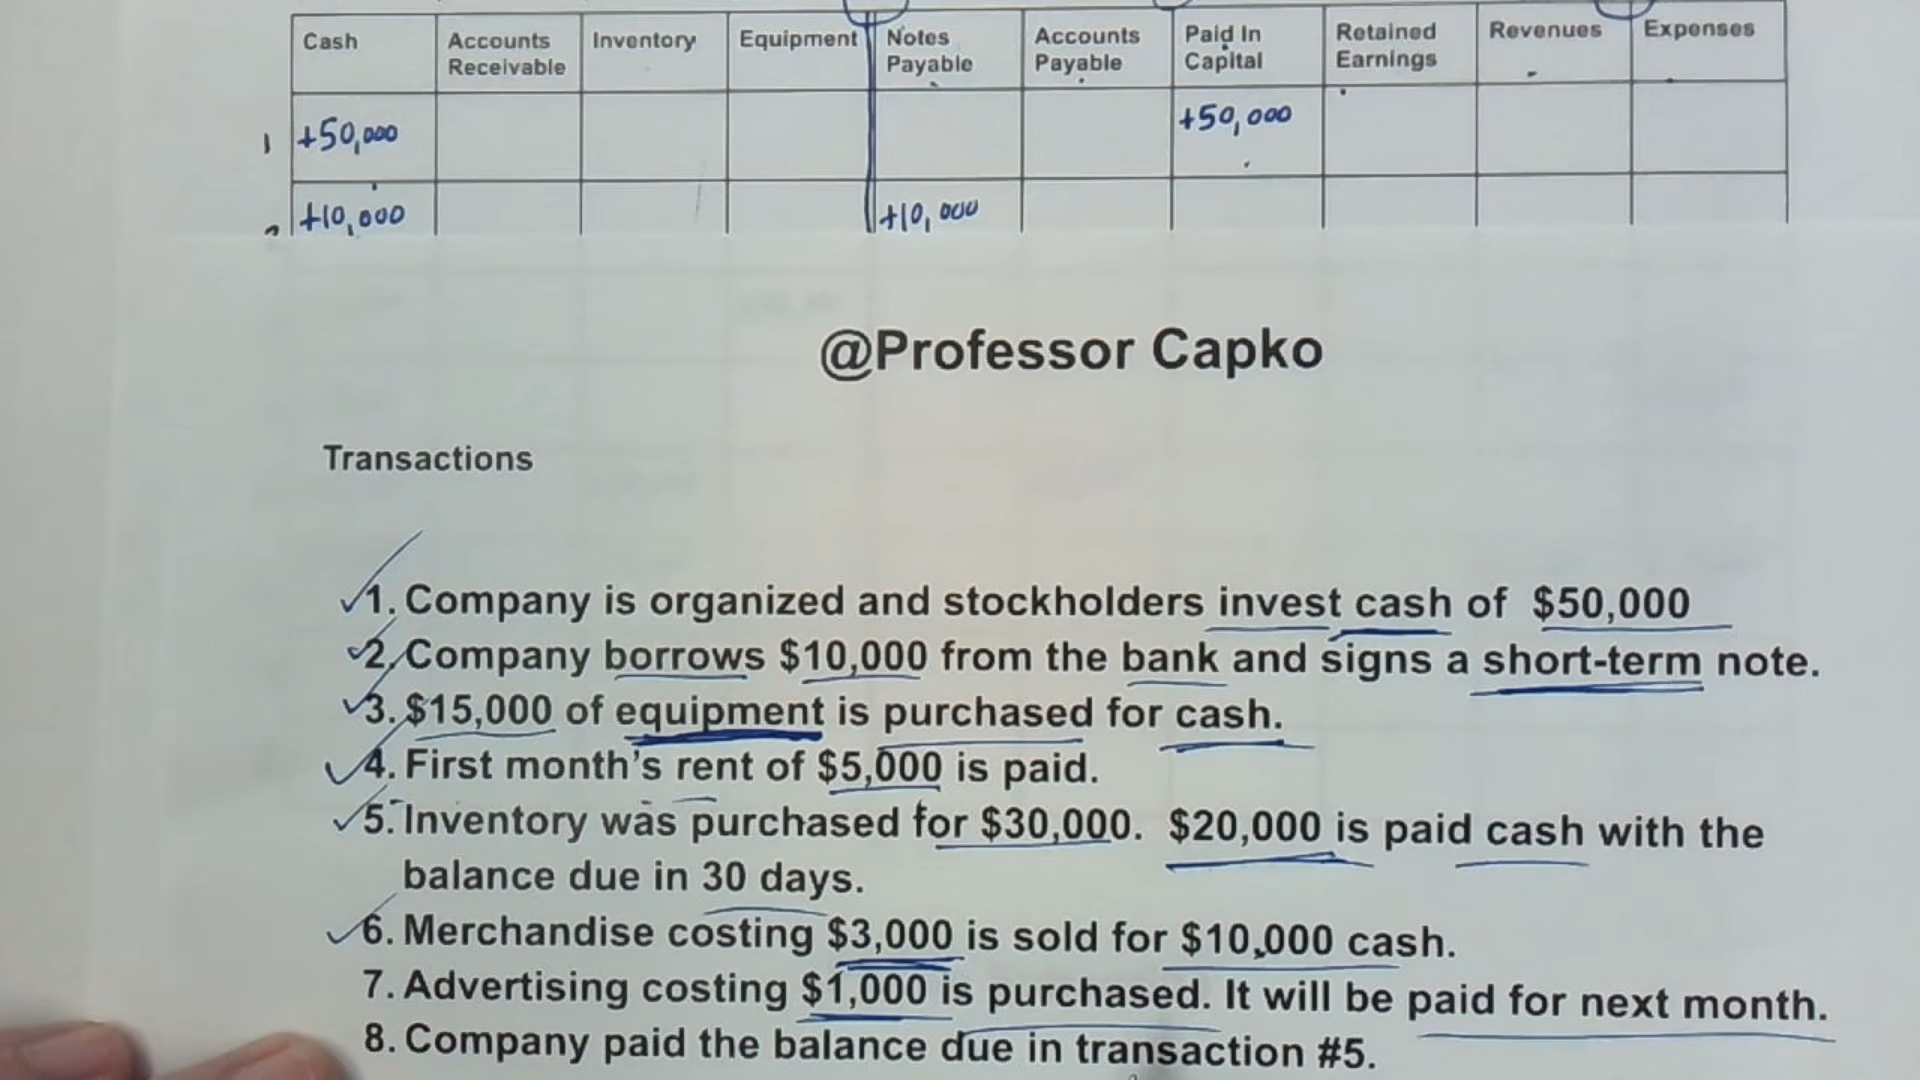 Cash Accounts Receivable Inventory Equipment Notes Payable Accounts Payable Paid In Capital Retained Earnings Revenues Expenses
1 +50,000 +50,000
+10,000 +10,000
@Professor Capko
Transactions
1. Company is organized and stockholders invest cash of $50,000
2. Company borrows $10,000 from the bank and signs a short-term note.
3. $15,000 of equipment is purchased for cash.
4. First month's rent of $5,000 is paid.
5. Inventory was purchased for $30,000. $20,000 is paid cash with the
balance due in 30 days.
6. Merchandise costing $3,000 is sold for $10,000 cash.
7. Advertising costing $1,000 is purchased. It will be paid for next month.
8. Company paid the balance due in transaction #5.